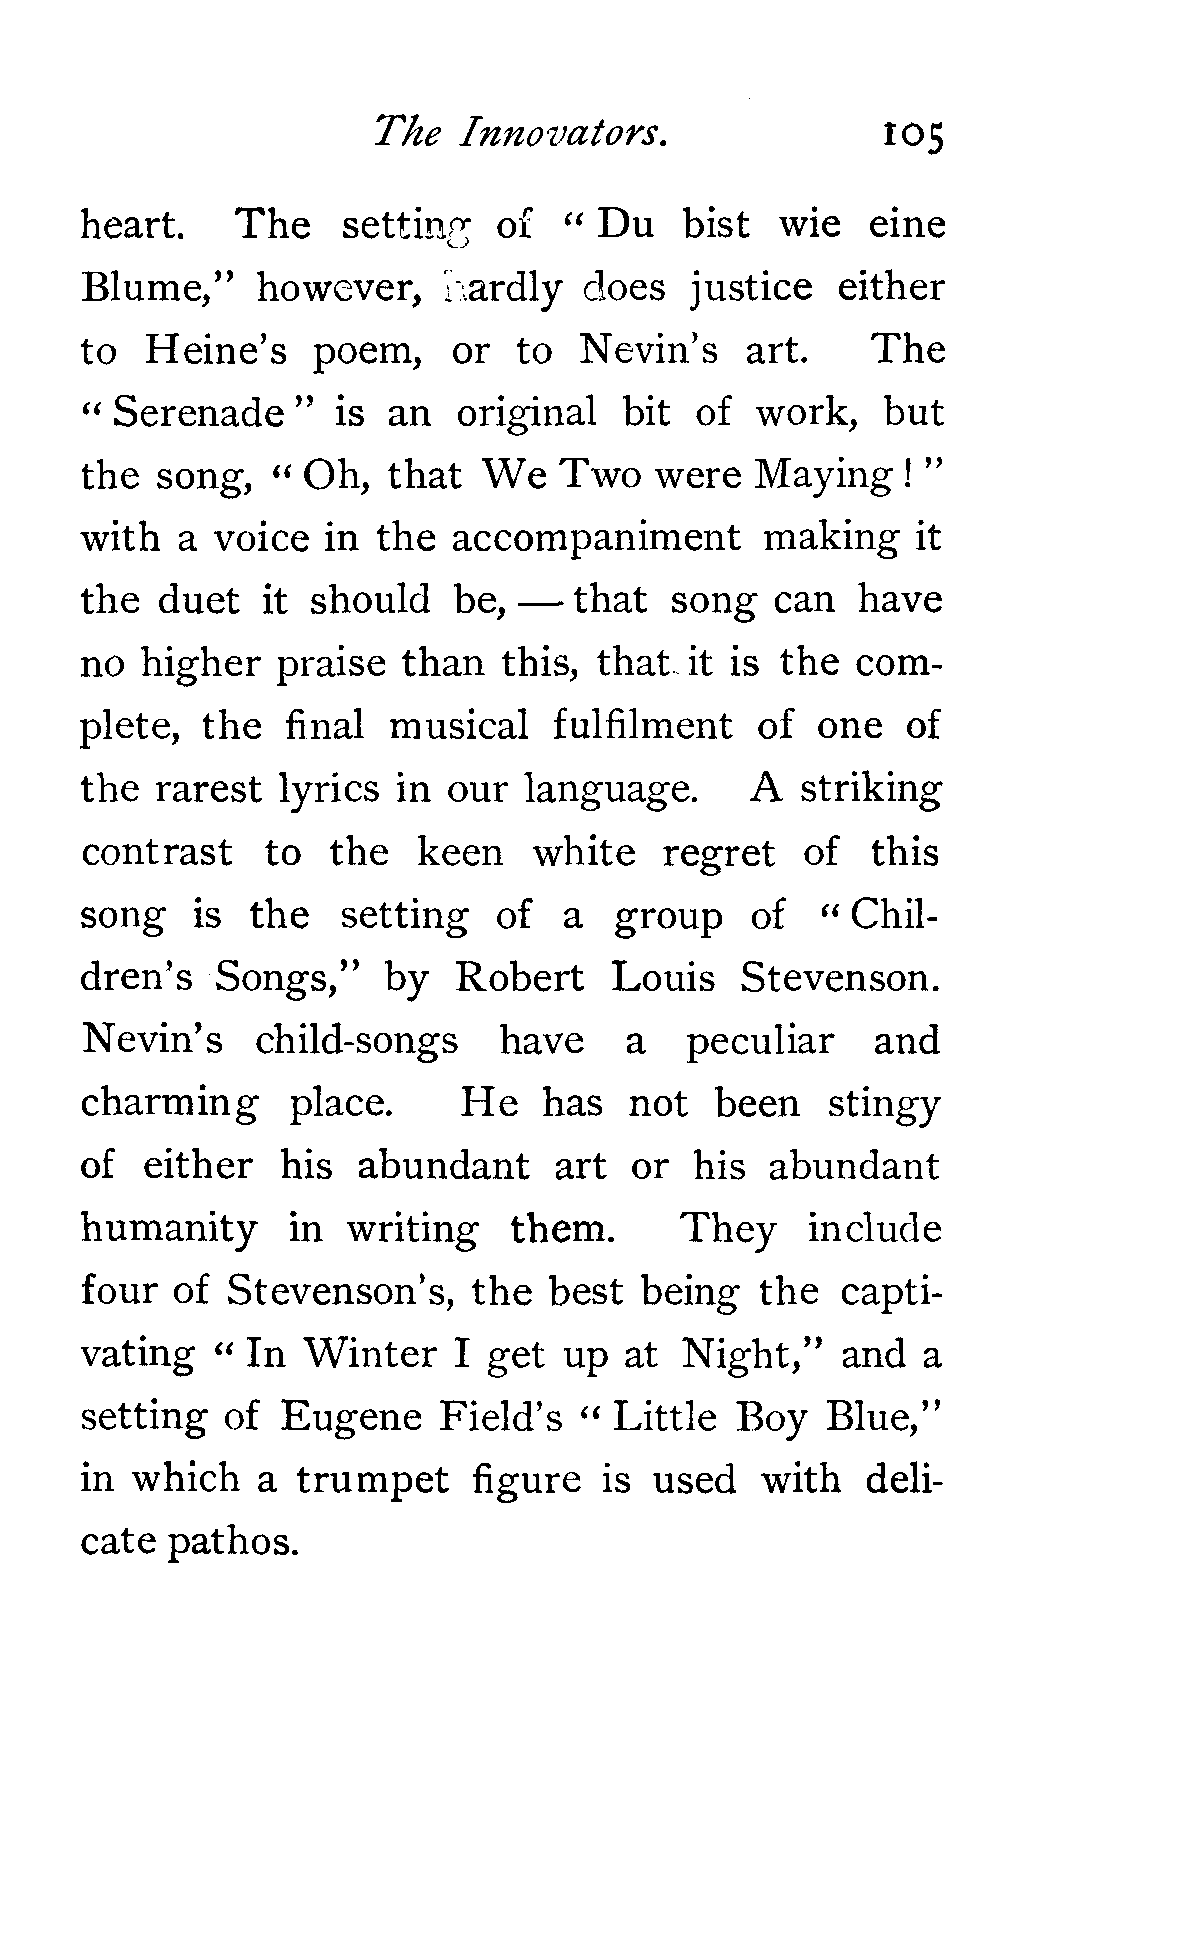 The Innovators. 105
heart. The setting of “ Du bist wie eine
Blume,” however, hardly does justice either
to Heine’s poem, or to Nevin’s art. The
“ Serenade ” is an original bit of work, but
the song, “ Oh, that We Two were Maying ! ”
with a voice in the accompaniment making it
the duet it should be, — that song can have
no higher praise than this, that it is the com-
plete, the final musical fulfilment of one of
the rarest lyrics in our language. A striking
contrast to the keen white regret of this
song is the setting of a group of “ Chil-
dren’s Songs,” by Robert Louis Stevenson.
Nevin’s child-songs have a peculiar and
charming place. He has not been stingy
of either his abundant art or his abundant
humanity in writing them. They include
four of Stevenson’s, the best being the capti-
vating “ In Winter I get up at Night,” and a
setting of Eugene Field’s “ Little Boy Blue,”
in which a trumpet figure is used with deli-
cate pathos.